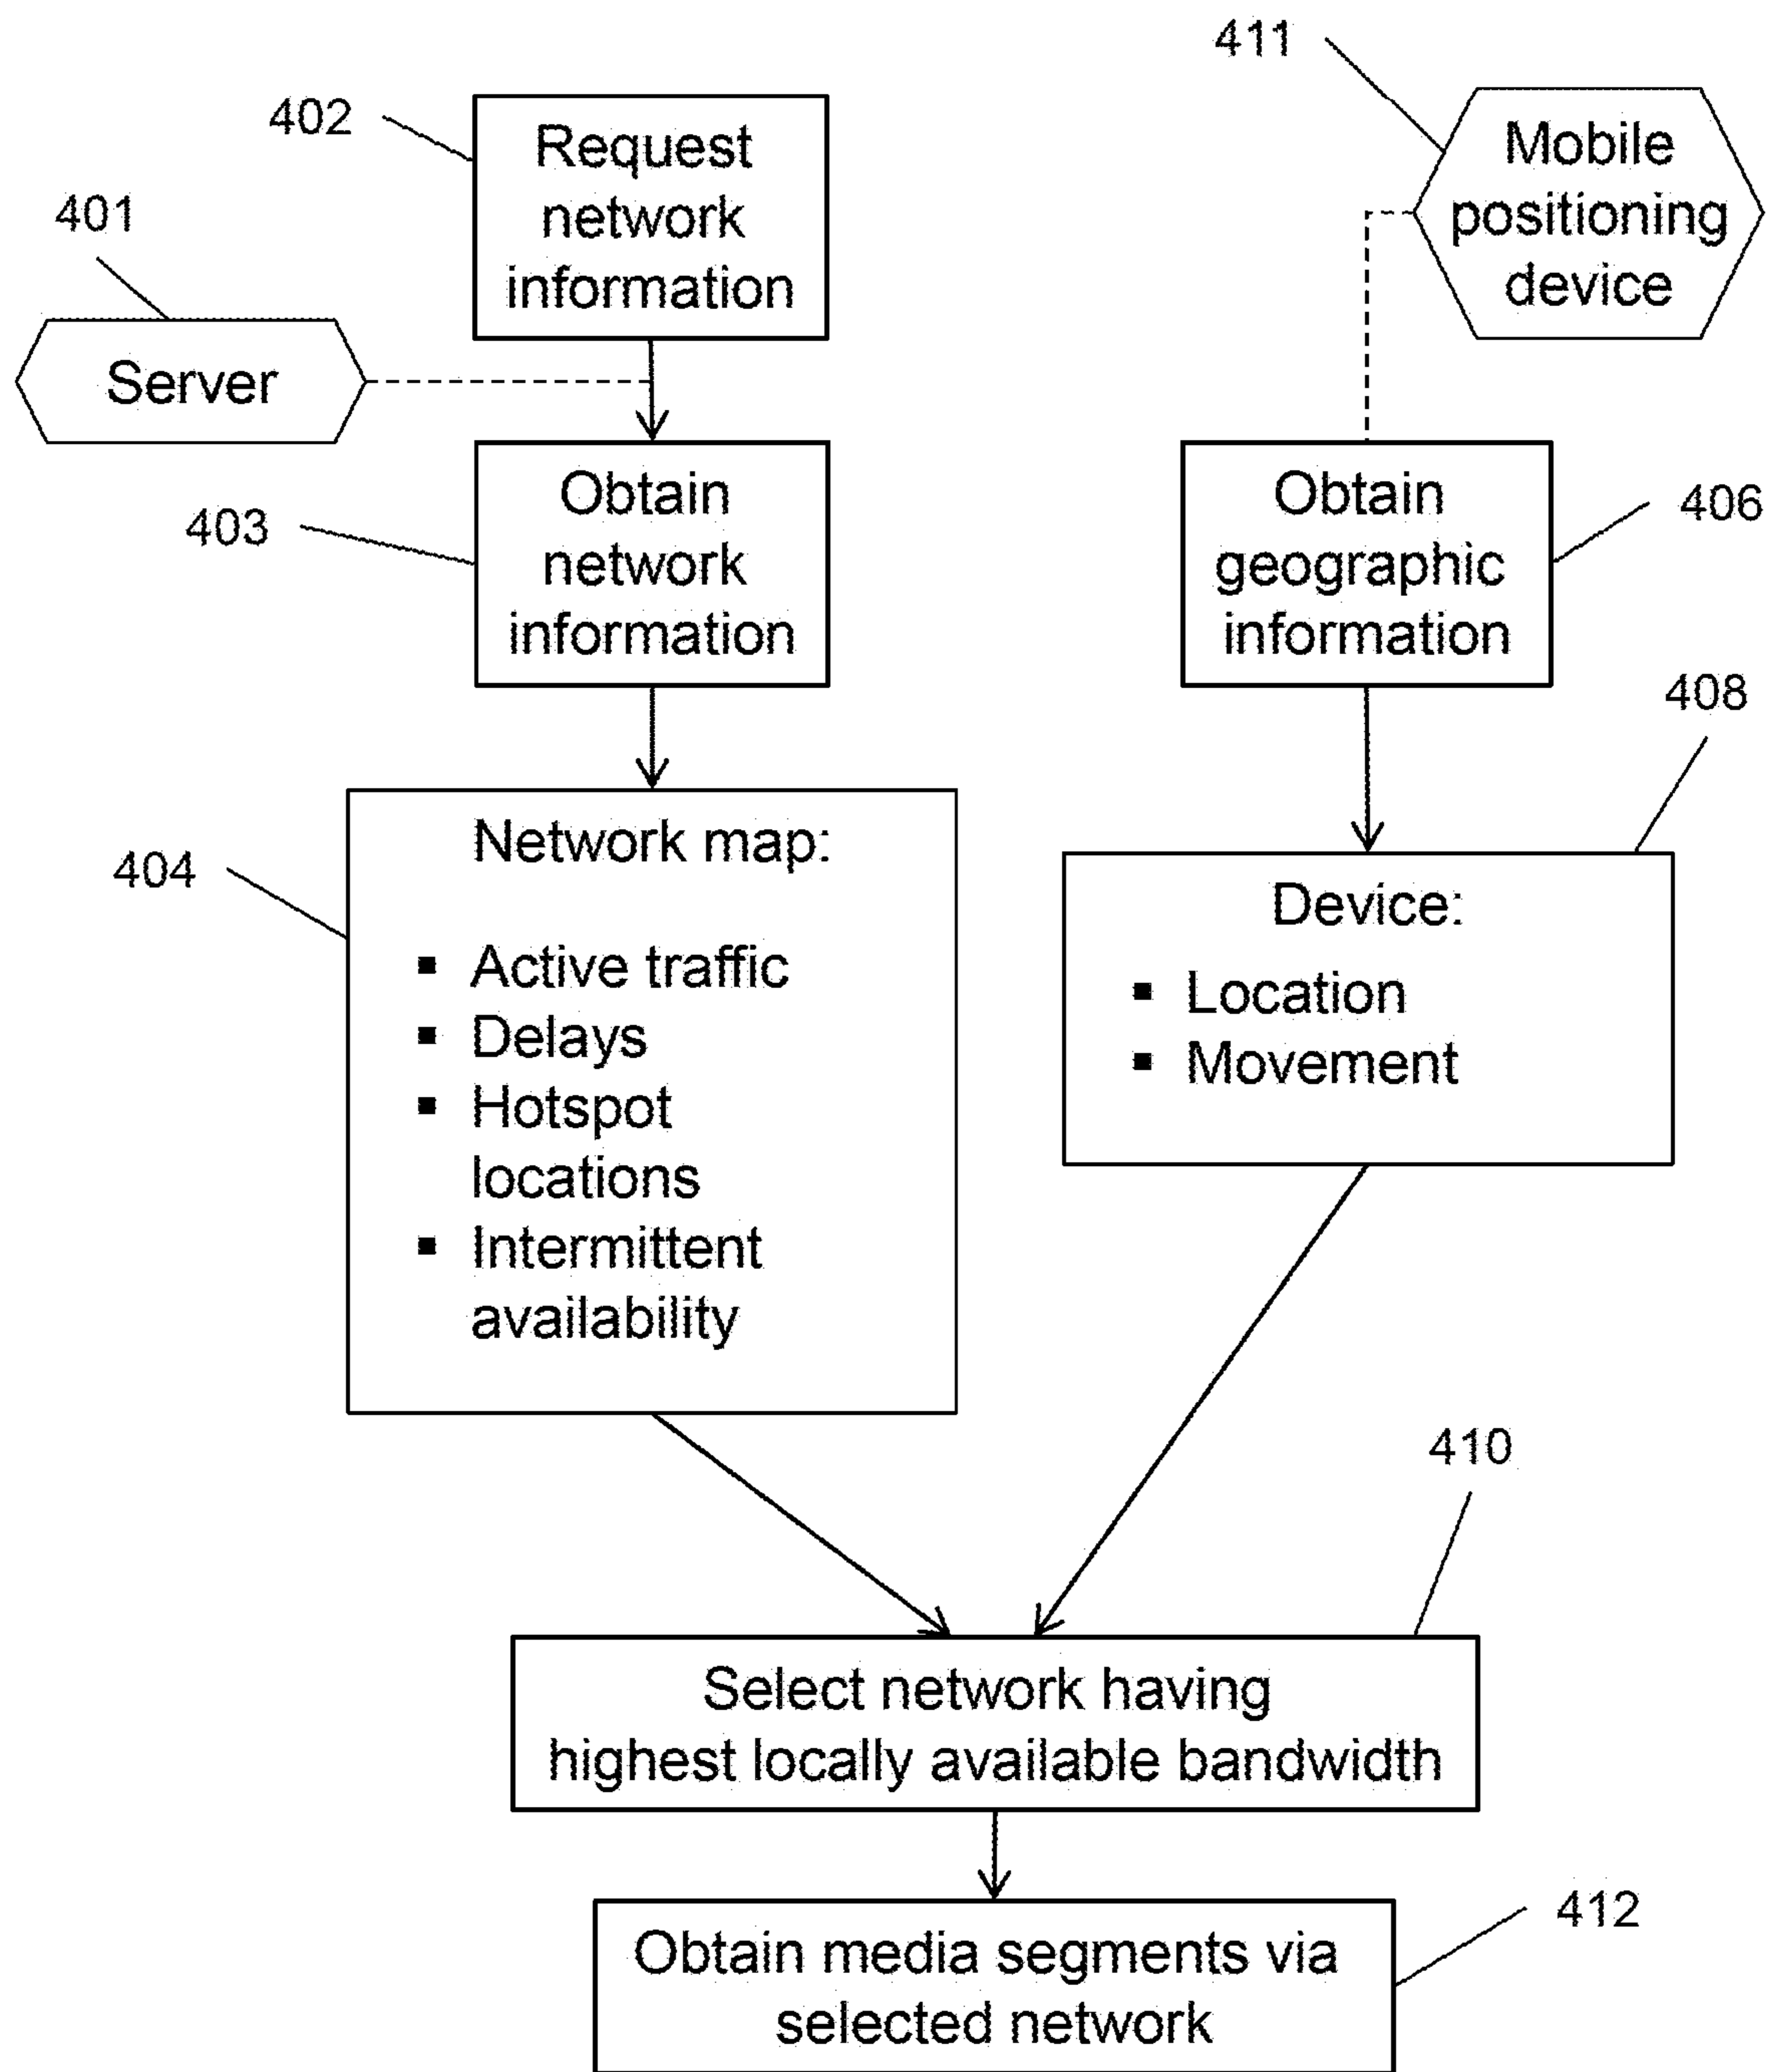 411
402
Request
network
information
Mobile
positioning
device
401
Server
403
Obtain
network
information
Obtain
geographic
information
406
408
404
Network map:
▪ Active traffic
▪ Delays
▪ Hotspot
locations
▪ Intermittent
availability
Device:
▪ Location
▪ Movement
410
Select network having
highest locally available bandwidth
412
Obtain media segments via
selected network